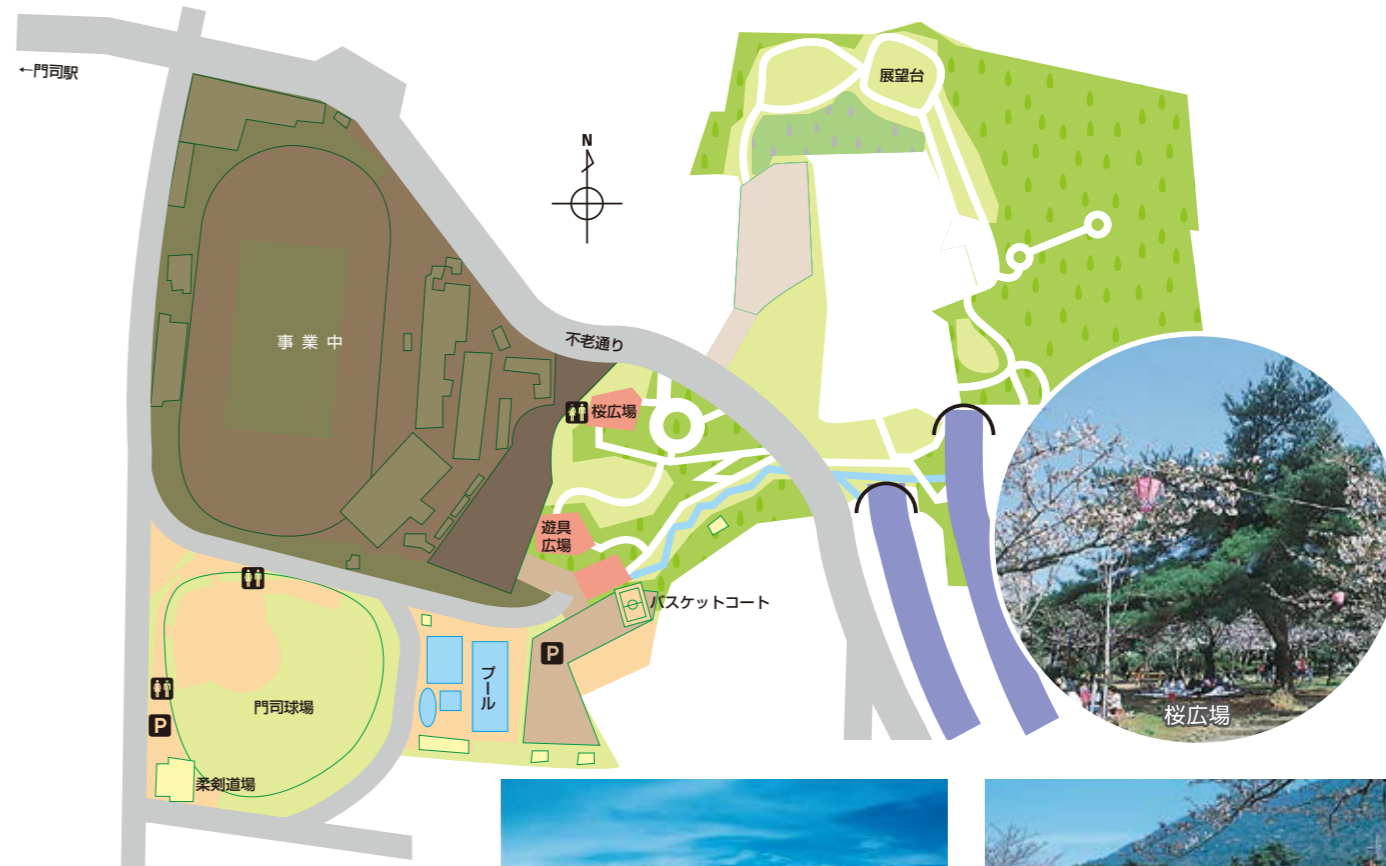 ←門司駅
展望台
N
事業中
不老通り
桜広場
遊具
広場
バスケットコート
P
プール
門司球場
P
柔剣道場
桜広場